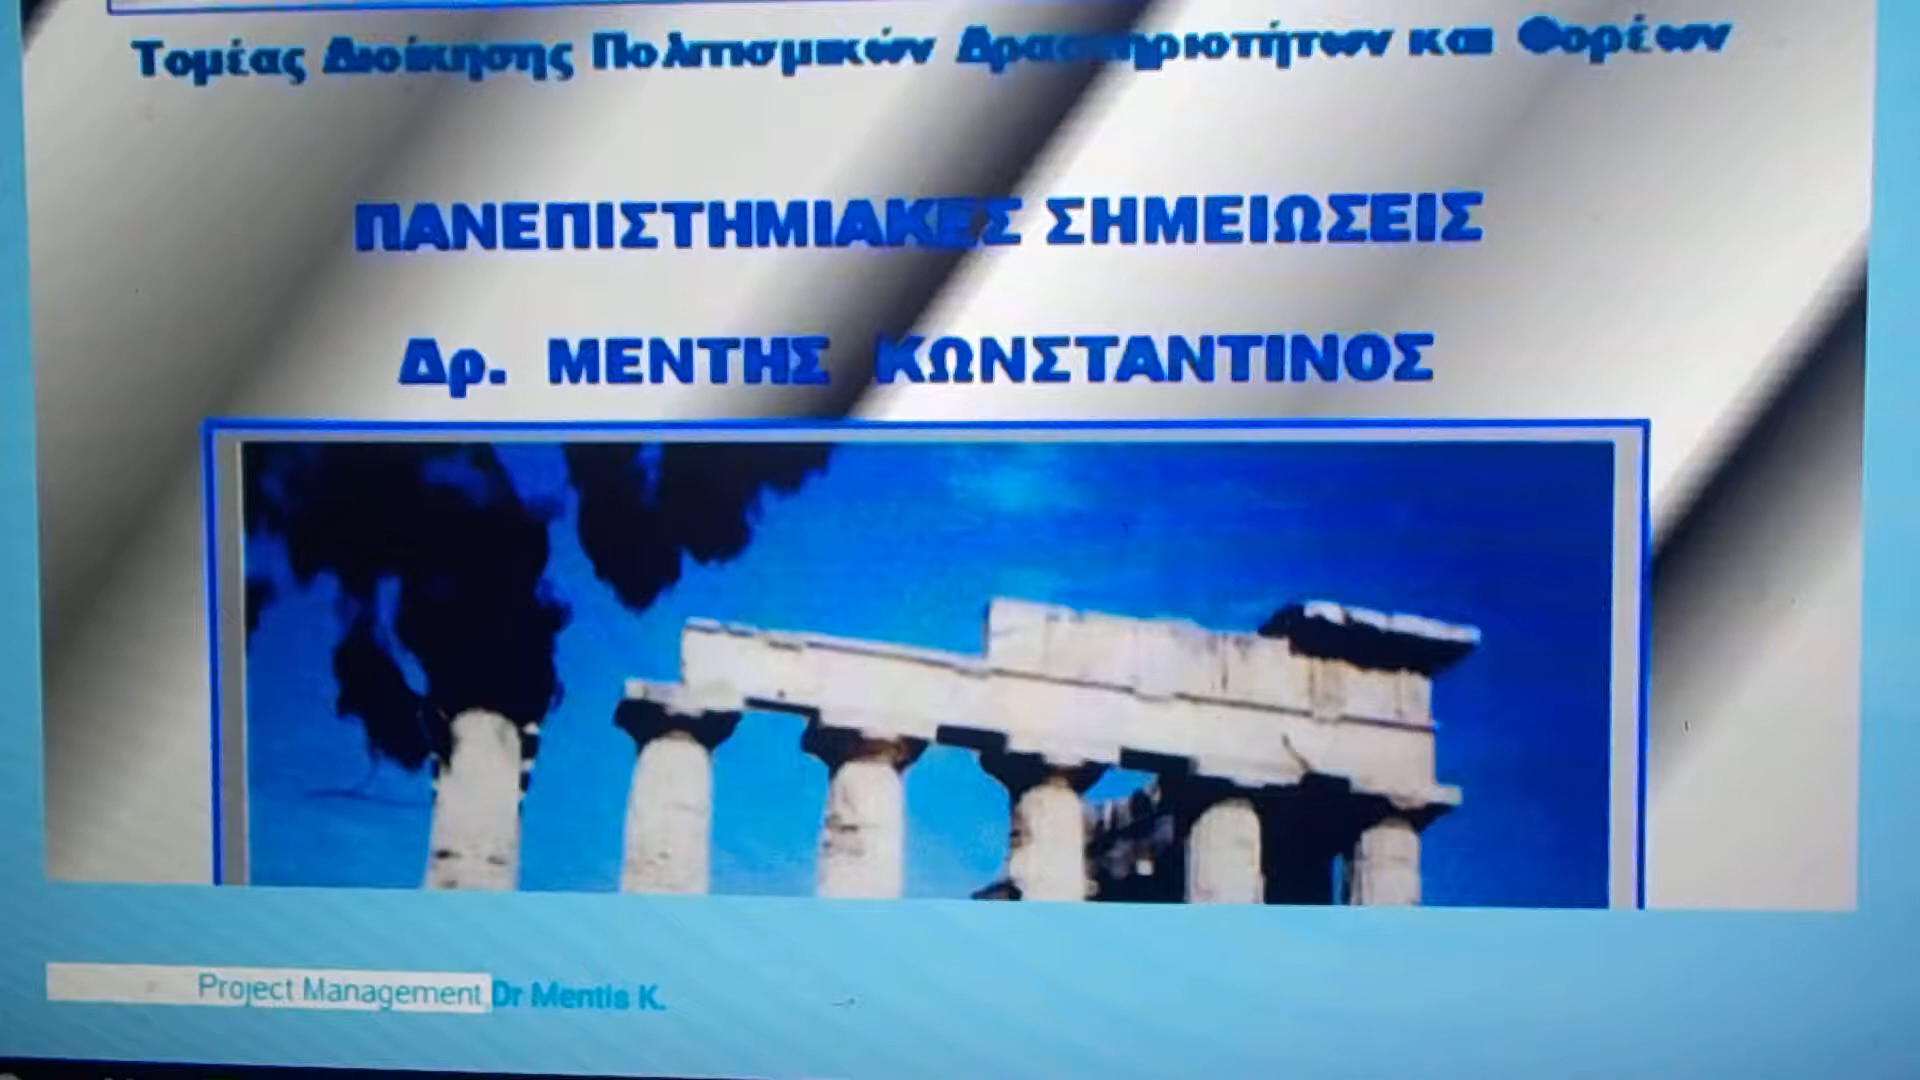 Τομέας Διοίκησης Πολιτισμικών Δραστηριοτήτων και Φορέων
ΠΑΝΕΠΙΣΤΗΜΙΑΚΕΣ ΣΗΜΕΙΩΣΕΙΣ
Δρ. ΜΕΝΤΗΣ ΚΩΝΣΤΑΝΤΙΝΟΣ
Project Management Dr Mentis K.